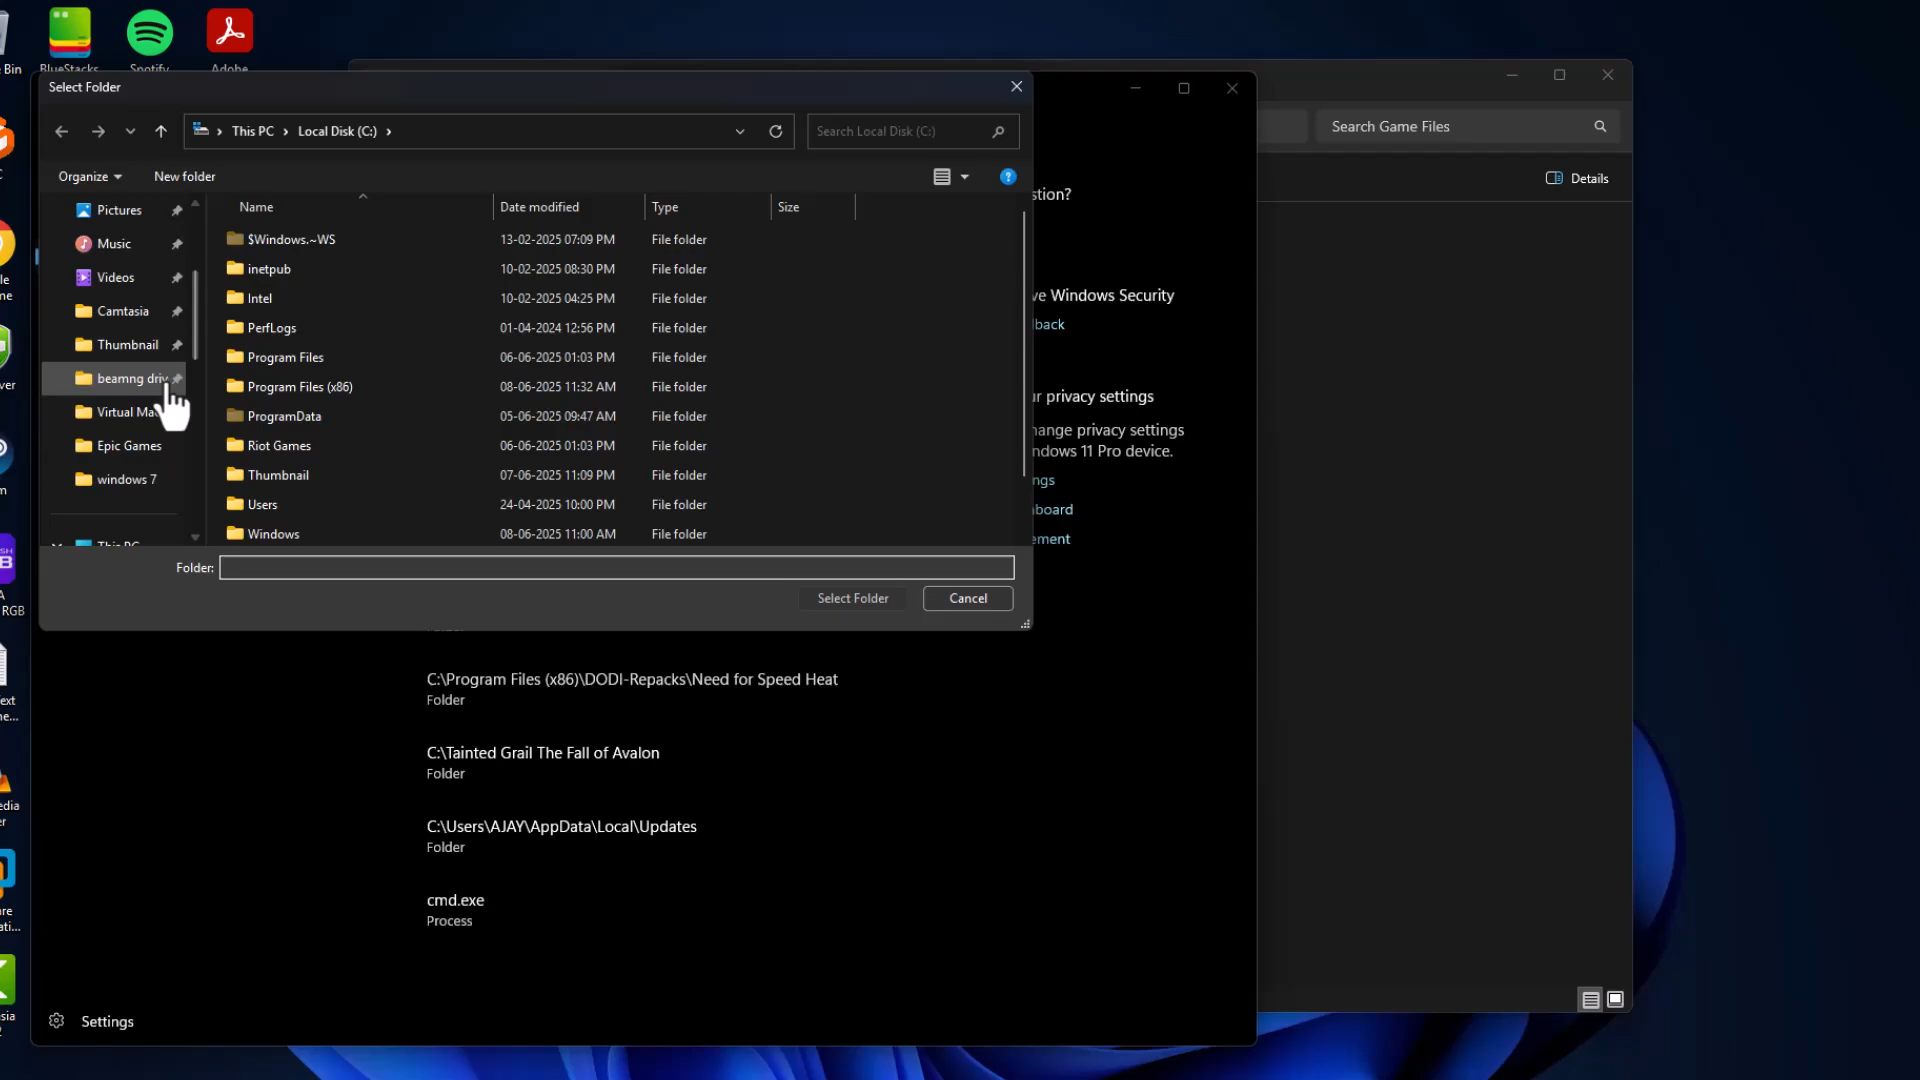 Bin
BlueStacks
Spotify
Adobe
Select Folder
This PC
Local Disk (C:)
Search Local Disk (C:)
Search Game Files
Organize
New folder
Details
Name
Date modified
Type
Size
Pictures
Music
Videos
Camtasia
Thumbnail
beamng driv
Virtual Mac
Epic Games
windows 7
This PC
$Windows.~WS 13-02-2025 07:09 PM File folder
inetpub 10-02-2025 08:30 PM File folder
Intel 10-02-2025 04:25 PM File folder
PerfLogs 01-04-2024 12:56 PM File folder
Program Files 06-06-2025 01:03 PM File folder
Program Files (x86) 08-06-2025 11:32 AM File folder
ProgramData 05-06-2025 09:47 AM File folder
Riot Games 06-06-2025 01:03 PM File folder
Thumbnail 07-06-2025 11:09 PM File folder
Users 24-04-2025 10:00 PM File folder
Windows 08-06-2025 11:00 AM File folder
Folder:
Select Folder
Cancel
stion?
ve Windows Security
back
ur privacy settings
hange privacy settings
ndows 11 Pro device.
ngs
board
ement
C:\Program Files (x86)\DODI-Repacks\Need for Speed Heat
Folder
C:\Tainted Grail The Fall of Avalon
Folder
C:\Users\AJAY\AppData\Local\Updates
Folder
cmd.exe
Process
Settings
RGB